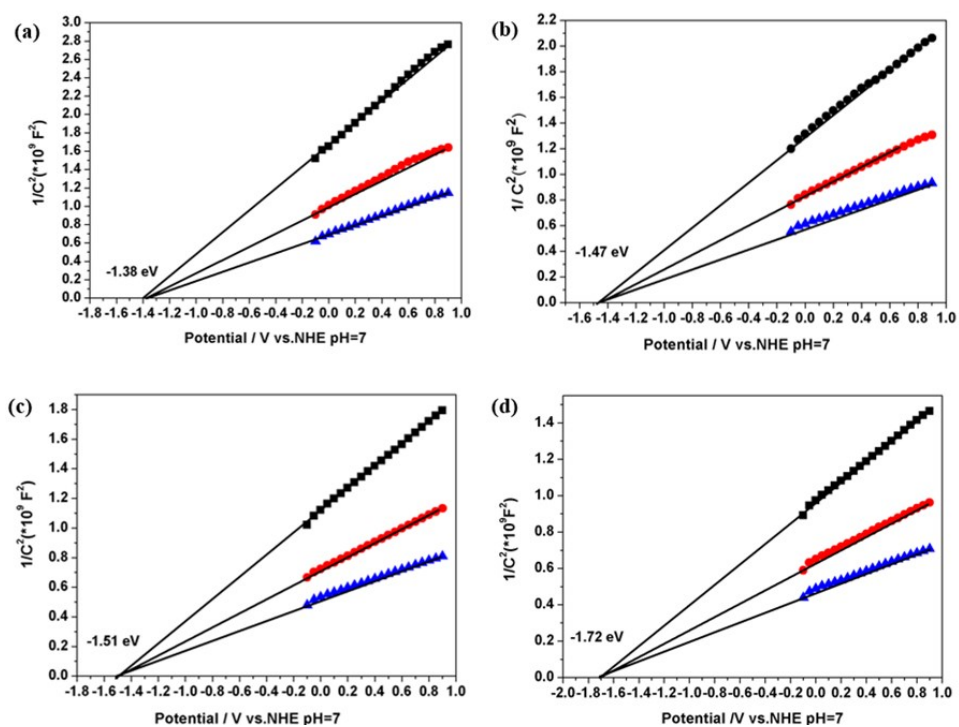 (a)
3.0
2.8
2.6
2.4
2.2
2.0
1.8
1.6
1.4
1.2
1.0
0.8
0.6
0.4
0.2
0.0
1/C²(*10⁹ F²)
-1.38 eV
-1.8 -1.6 -1.4 -1.2 -1.0 -0.8 -0.6 -0.4 -0.2 0.0 0.2 0.4 0.6 0.8 1.0
Potential / V vs.NHE pH=7
(b)
2.2
2.0
1.8
1.6
1.4
1.2
1.0
0.8
0.6
0.4
0.2
0.0
1/ C²(*10⁹ F²)
-1.47 eV
-1.6 -1.4 -1.2 -1.0 -0.8 -0.6 -0.4 -0.2 0.0 0.2 0.4 0.6 0.8 1.0
Potential / V vs.NHE pH=7
(c)
1.8
1.6
1.4
1.2
1.0
0.8
0.6
0.4
0.2
0.0
1/C²(*10⁹ F²)
-1.51 eV
-1.8 -1.6 -1.4 -1.2 -1.0 -0.8 -0.6 -0.4 -0.2 0.0 0.2 0.4 0.6 0.8 1.0
Potential / V vs.NHE pH=7
(d)
1.4
1.2
1.0
0.8
0.6
0.4
0.2
0.0
1/C²(*10⁹F²)
-1.72 eV
-2.0 -1.8 -1.6 -1.4 -1.2 -1.0 -0.8 -0.6 -0.4 -0.2 0.0 0.2 0.4 0.6 0.8 1.0
Potential /V vs.NHE pH=7